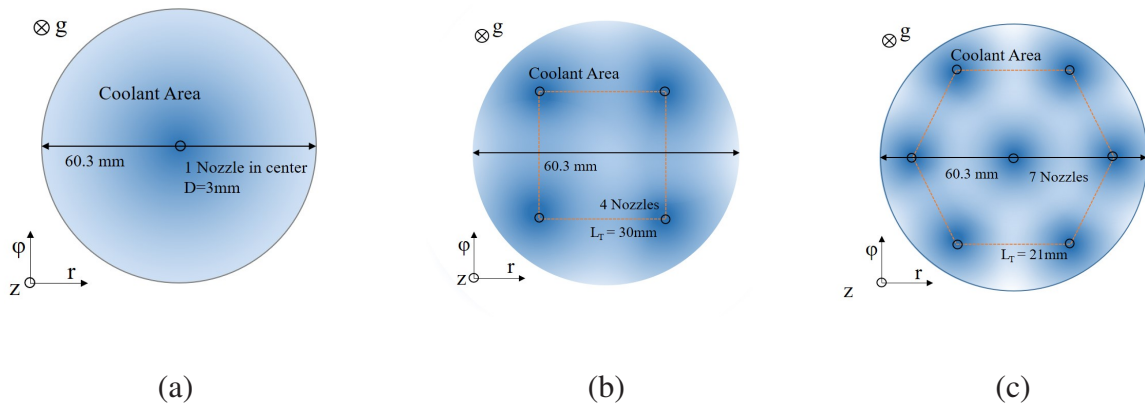 g
Coolant Area
60.3 mm
1 Nozzle in center
D=3mm
φ
r
z
(a)
g
Coolant Area
60.3 mm
4 Nozzles
L_T = 30mm
φ
r
z
(b)
g
Coolant Area
60.3 mm
7 Nozzles
L_T = 21mm
φ
r
z
(c)